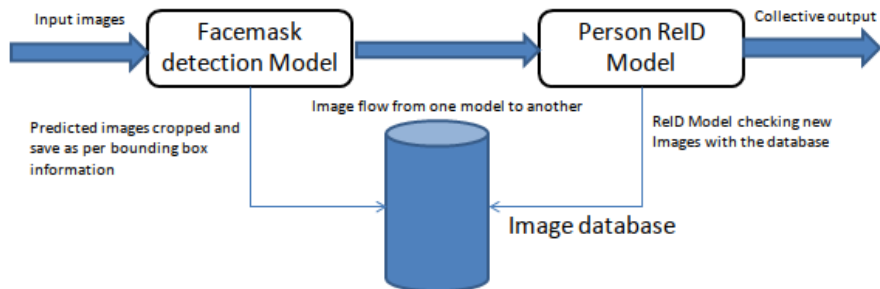 Input images
Facemask
detection Model
Person ReID
Model
Collective output
Image flow from one model to another
Predicted images cropped and
save as per bounding box
information
ReID Model checking new
Images with the database
Image database